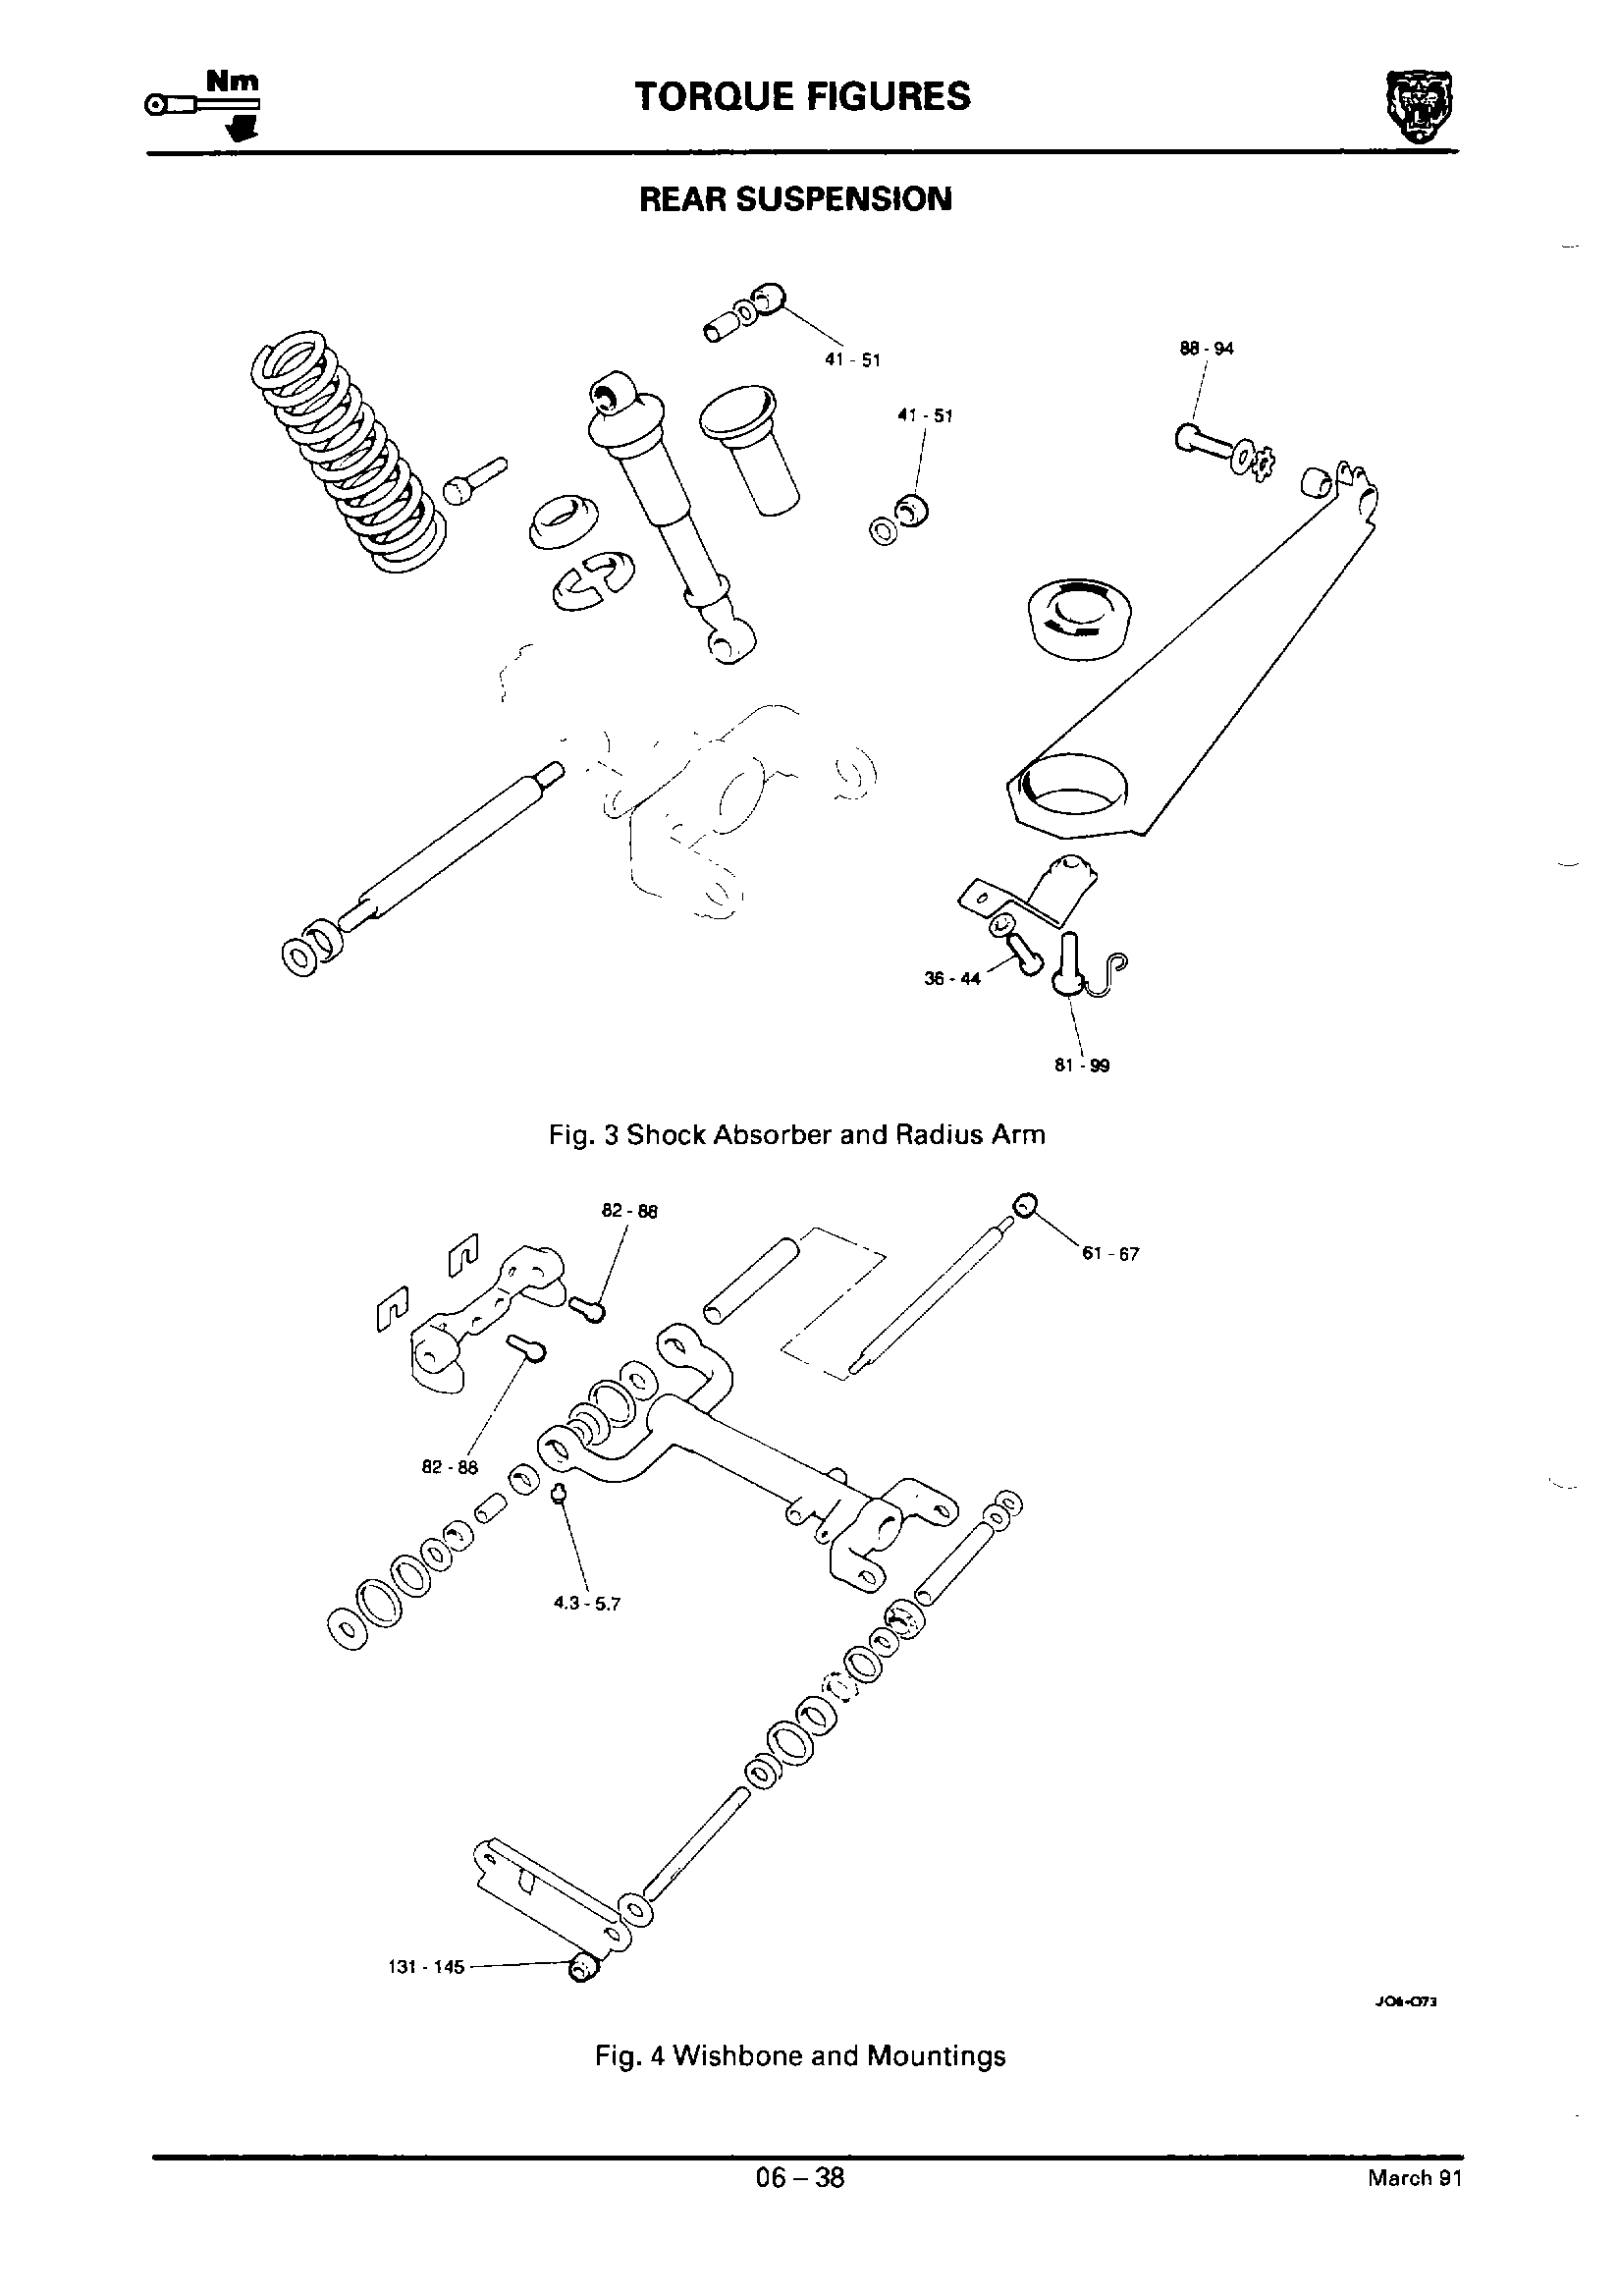 Nm
TORQUE FIGURES
REAR SUSPENSION
41 - 51
88 - 94
41 - 51
36 - 44
81 - 99
Fig. 3 Shock Absorber and Radius Arm
82 - 88
61 - 67
82 - 88
4.3 - 5.7
131 - 145
J06-073
Fig. 4 Wishbone and Mountings
06 – 38
March 91